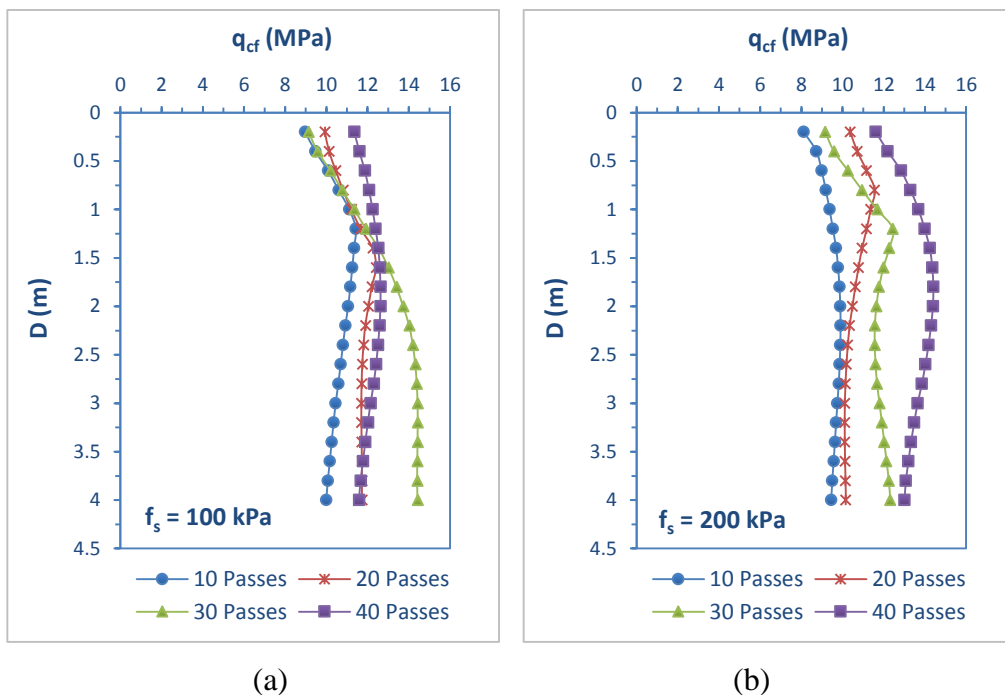 q_cf (MPa)
0 2 4 6 8 10 12 14 16
0
0.5
1
1.5
2
2.5
3
3.5
4
4.5
D (m)
f_s = 100 kPa
10 Passes 20 Passes
30 Passes 40 Passes
(a)
q_cf (MPa)
0 2 4 6 8 10 12 14 16
0
0.5
1
1.5
2
2.5
3
3.5
4
4.5
D (m)
f_s = 200 kPa
10 Passes 20 Passes
30 Passes 40 Passes
(b)